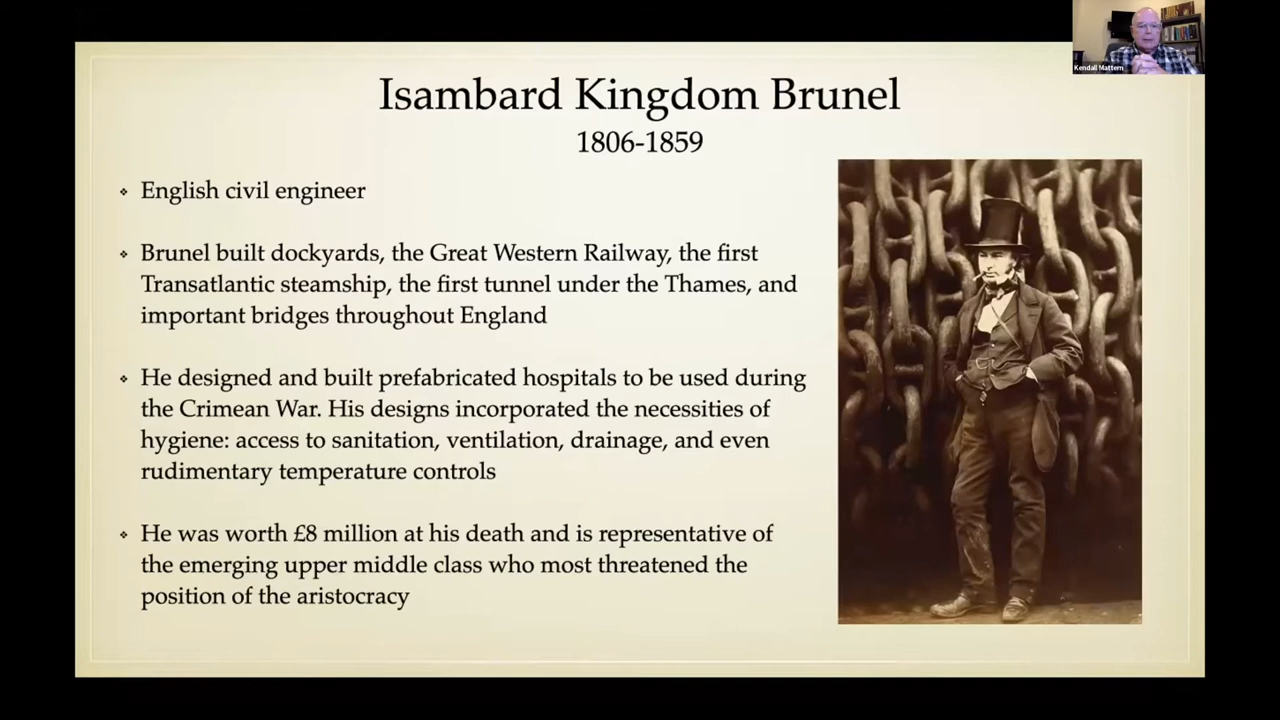 Kendall Mattern
Isambard Kingdom Brunel
1806-1859
❖ English civil engineer
❖ Brunel built dockyards, the Great Western Railway, the first
Transatlantic steamship, the first tunnel under the Thames, and
important bridges throughout England
❖ He designed and built prefabricated hospitals to be used during
the Crimean War. His designs incorporated the necessities of
hygiene: access to sanitation, ventilation, drainage, and even
rudimentary temperature controls
❖ He was worth £8 million at his death and is representative of
the emerging upper middle class who most threatened the
position of the aristocracy